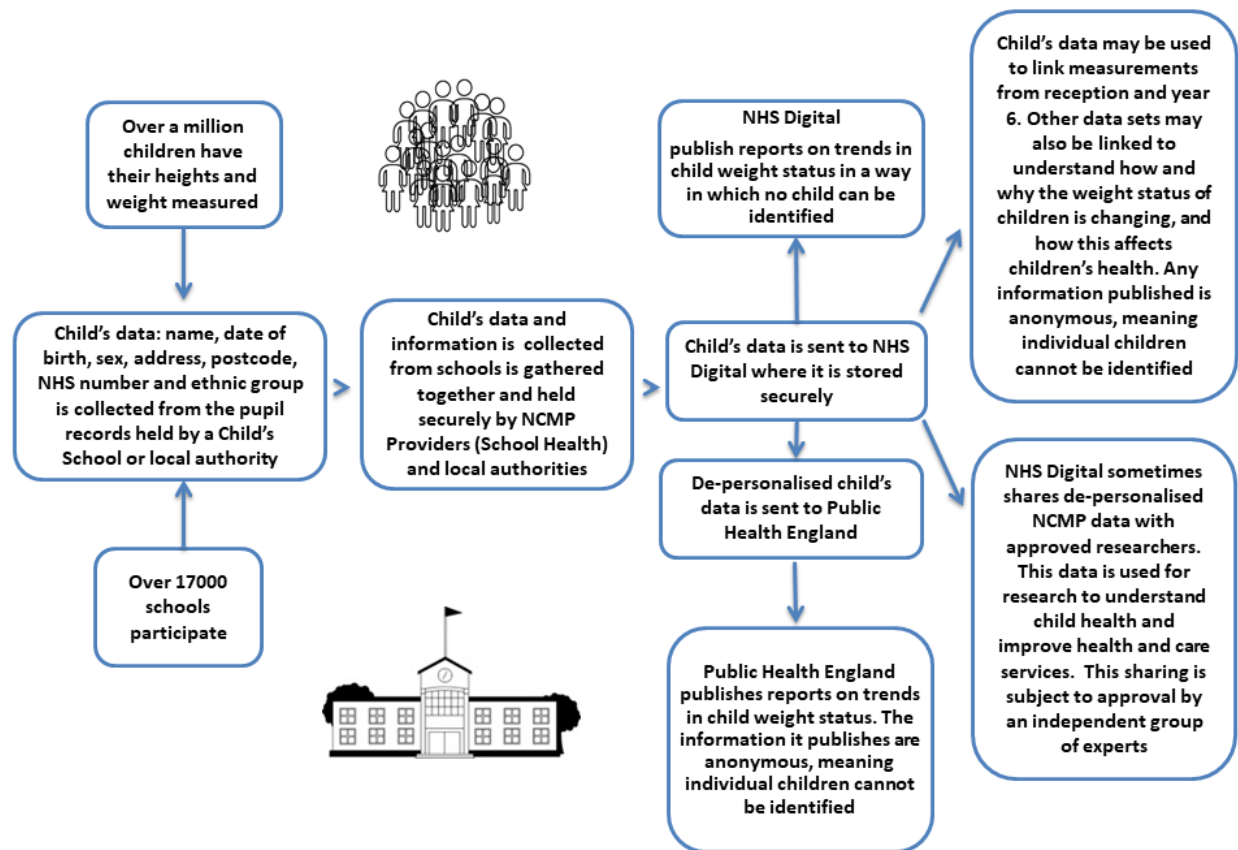 Over a million
children have
their heights and
weight measured
Child's data: name, date of
birth, sex, address, postcode,
NHS number and ethnic group
is collected from the pupil
records held by a Child's
School or local authority
Over 17000
schools
participate
Child's data and
information is  collected
from schools is gathered
together and held
securely by NCMP
Providers (School Health)
and local authorities
NHS Digital
publish reports on trends in
child weight status in a way
in which no child can be
identified
Child's data is sent to NHS
Digital where it is stored
securely
De-personalised child's
data is sent to Public
Health England
Public Health England
publishes reports on trends
in child weight status. The
information it publishes are
anonymous, meaning
individual children cannot
be identified
Child's data may be used
to link measurements
from reception and year
6. Other data sets may
also be linked to
understand how and
why the weight status of
children is changing, and
how this affects
children's health. Any
information published is
anonymous, meaning
individual children
cannot be identified
NHS Digital sometimes
shares de-personalised
NCMP data with
approved researchers.
This data is used for
research to understand
child health and
improve health and care
services.  This sharing is
subject to approval by
an independent group
of experts